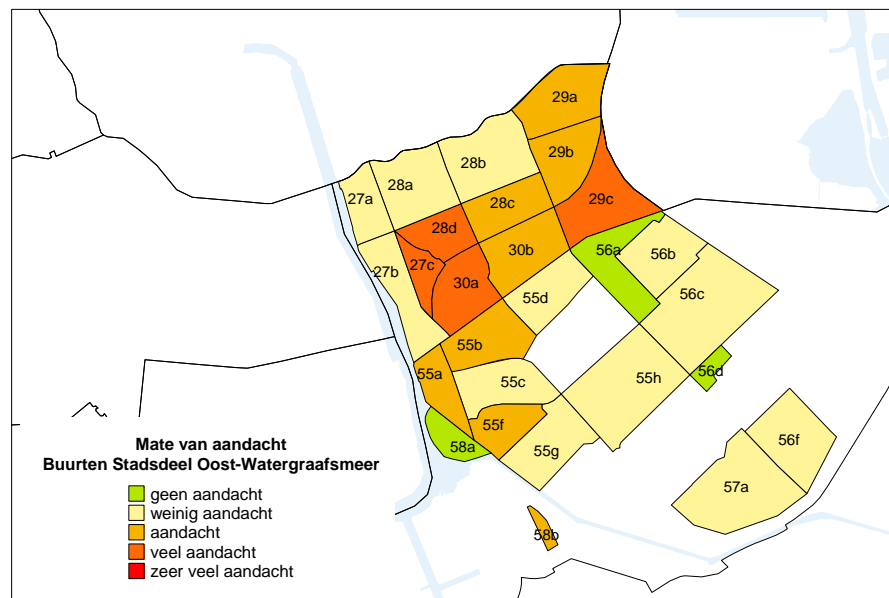 29a
29b
28b
28a
27a
28c
29c
28d
30b
56a
56b
27b
27c
30a
56c
55d
55b
56d
55a
55c
55h
55f
58a
55g
56f
57a
58b
Mate van aandacht
Buurten Stadsdeel Oost-Watergraafsmeer
geen aandacht
weinig aandacht
aandacht
veel aandacht
zeer veel aandacht